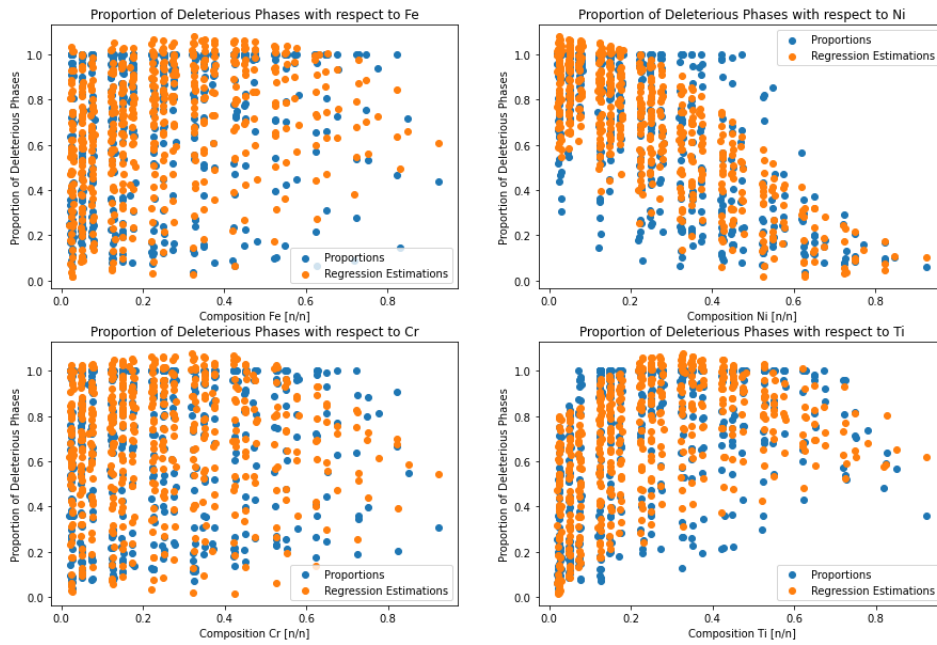 Proportion of Deleterious Phases with respect to Fe
Proportion of Deleterious Phases
1.0
0.8
0.6
0.4
0.2
0.0
0.0 0.2 0.4 0.6 0.8
Composition Fe [n/n]
Proportions
Regression Estimations
Proportion of Deleterious Phases with respect to Ni
Proportion of Deleterious Phases
1.0
0.8
0.6
0.4
0.2
0.0
0.0 0.2 0.4 0.6 0.8
Composition Ni [n/n]
Proportions
Regression Estimations
Proportion of Deleterious Phases with respect to Cr
Proportion of Deleterious Phases
1.0
0.8
0.6
0.4
0.2
0.0
0.0 0.2 0.4 0.6 0.8
Composition Cr [n/n]
Proportions
Regression Estimations
Proportion of Deleterious Phases with respect to Ti
Proportion of Deleterious Phases
1.0
0.8
0.6
0.4
0.2
0.0
0.0 0.2 0.4 0.6 0.8
Composition Ti [n/n]
Proportions
Regression Estimations